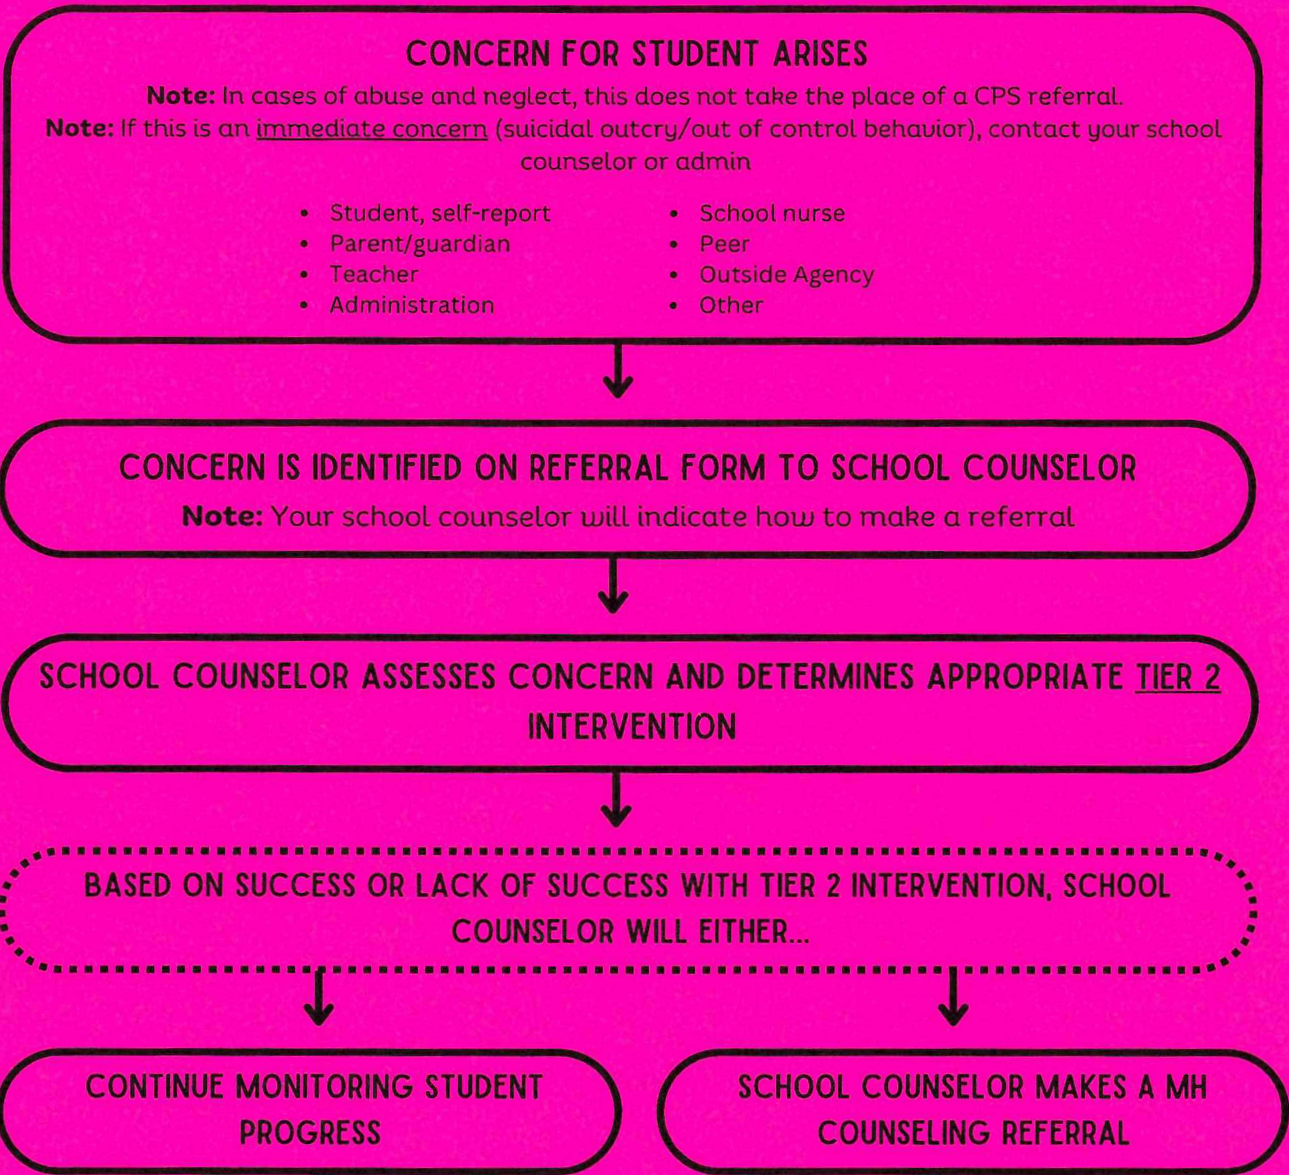 CONCERN FOR STUDENT ARISES
Note: In cases of abuse and neglect, this does not take the place of a CPS referral.
Note: If this is an immediate concern (suicidal outcry/out of control behavior), contact your school
counselor or admin
• Student, self-report
• Parent/guardian
• Teacher
• Administration
• School nurse
• Peer
• Outside Agency
• Other
CONCERN IS IDENTIFIED ON REFERRAL FORM TO SCHOOL COUNSELOR
Note: Your school counselor will indicate how to make a referral
SCHOOL COUNSELOR ASSESSES CONCERN AND DETERMINES APPROPRIATE TIER 2
INTERVENTION
BASED ON SUCCESS OR LACK OF SUCCESS WITH TIER 2 INTERVENTION, SCHOOL
COUNSELOR WILL EITHER...
CONTINUE MONITORING STUDENT
PROGRESS
SCHOOL COUNSELOR MAKES A MH
COUNSELING REFERRAL